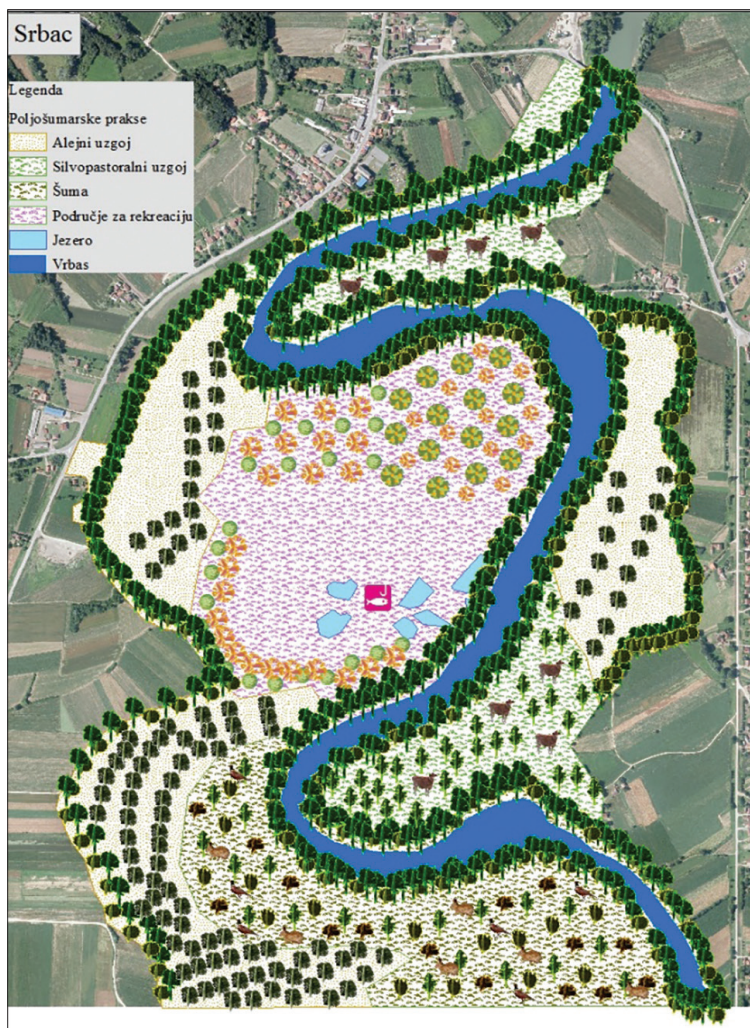 Srbac
Legenda
Poljošumarske prakse
Alejni uzgoj
Silvopastoralni uzgoj
Šuma
Područje za rekreaciju
Jezero
Vrbas